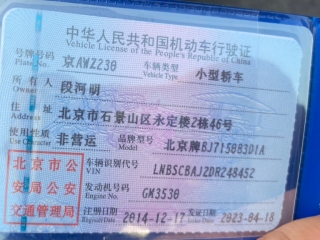 中华人民共和国机动车行驶证
Vehicle License of the People's Republic of China
号牌号码 京AWZ230 车辆类型 小型轿车
Plate No. Vehicle Type
所有人 段河朋
Owner
住址 北京市石景山区永定楼2栋46号
Address
使用性质 非营运 品牌型号 北京牌BJ7150B3D1A
Use Character Model
北京市公安局公安交通管理局
车辆识别代号 LNBSCBAJ2DR248452
VIN
发动机号码 GM3530
Engine No.
注册日期 2014-12-17 发证日期 2023-04-18
Register Date Issue Date